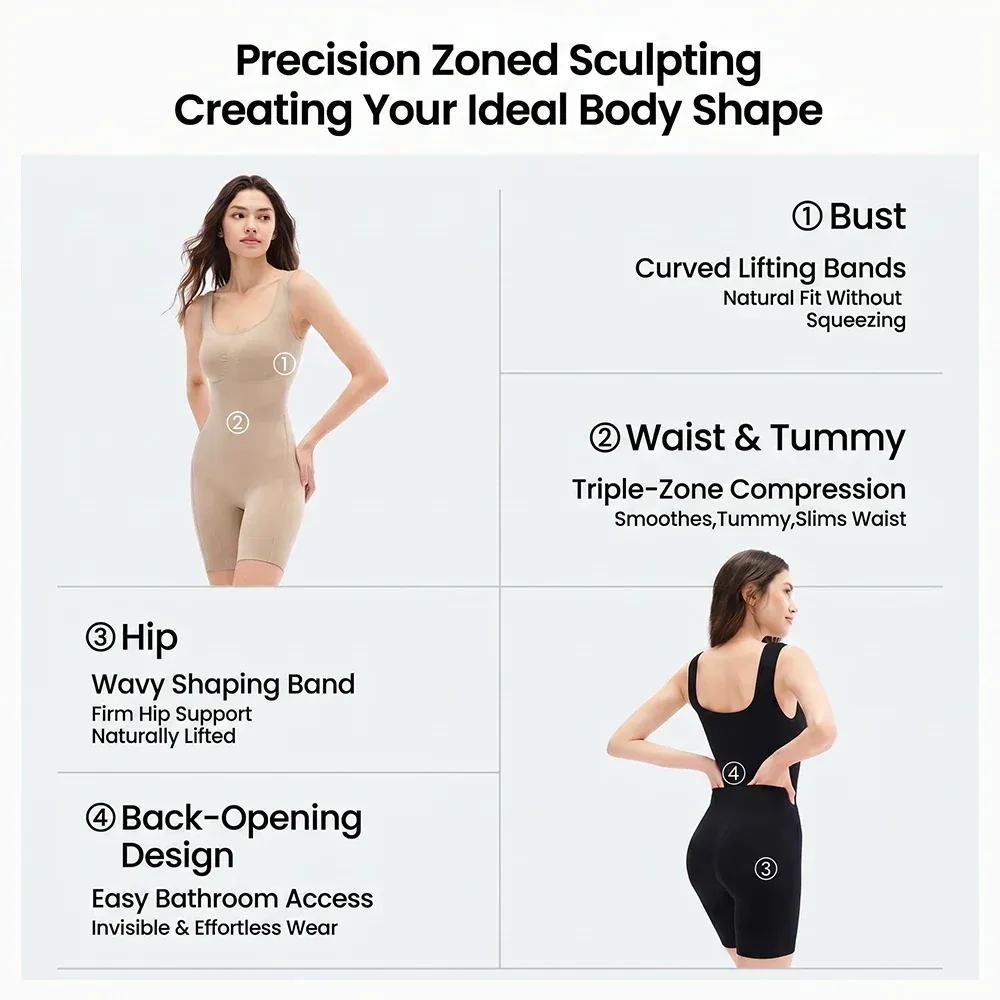 Precision Zoned Sculpting
Creating Your Ideal Body Shape
① Bust
Curved Lifting Bands
Natural Fit Without
Squeezing
①
②
② Waist & Tummy
Triple-Zone Compression
Smoothes,Tummy,Slims Waist
③ Hip
Wavy Shaping Band
Firm Hip Support
Naturally Lifted
④ Back-Opening
Design
Easy Bathroom Access
Invisible & Effortless Wear
④
③